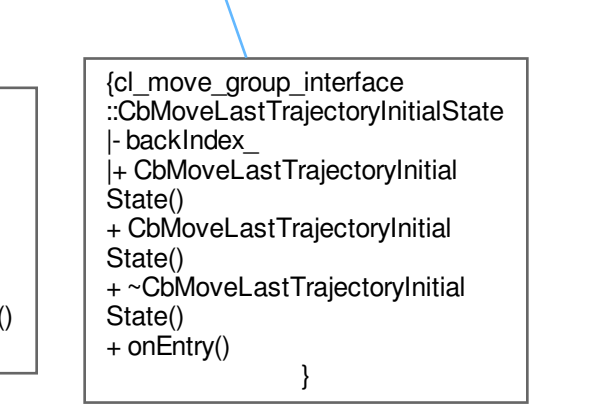 {cl_move_group_interface
::CbMoveLastTrajectoryInitialState
|- backIndex_
|+ CbMoveLastTrajectoryInitial
State()
+ CbMoveLastTrajectoryInitial
State()
+ ~CbMoveLastTrajectoryInitial
State()
()
+ onEntry()
}